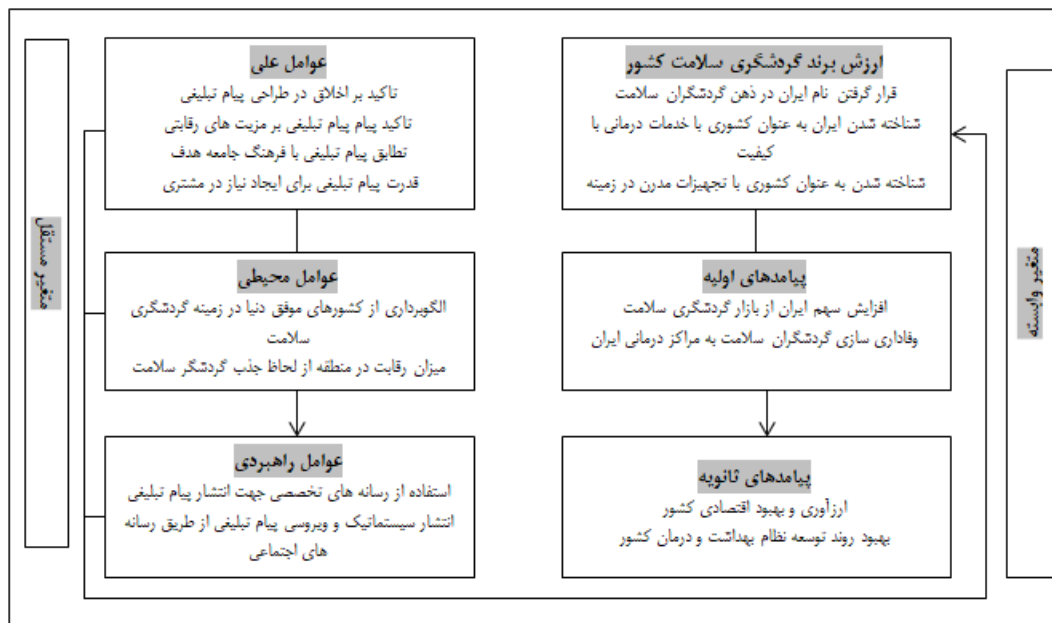 ارزش برند گردشگری سلامت کشور
قرار گرفتن نام ایران در ذهن گردشگران سلامت
شناخته شدن ایران به عنوان کشوری با خدمات درمانی با
کیفیت
شناخته شدن به عنوان کشوری با تجهیزات مدرن در زمینه
پیامدهای اولیه
افزایش سهم ایران از بازار گردشگری سلامت
وفاداری سازی گردشگران سلامت به مراکز درمانی ایران
پیامدهای ثانویه
ارزآوری و بهبود اقتصادی کشور
بهبود روند توسعه نظام بهداشت و درمان کشور
متغیر وابسته
عوامل علی
تاکید بر اخلاق در طراحی پیام تبلیغی
تاکید پیام پیام تبلیغی بر مزیت های رقابتی
تطابق پیام تبلیغی با فرهنگ جامعه هدف
قدرت پیام تبلیغی برای ایجاد نیاز در مشتری
عوامل محیطی
الگوبرداری از کشورهای موفق دنیا در زمینه گردشگری
سلامت
میزان رقابت در منطقه از لحاظ جذب گردشگر سلامت
عوامل راهبردی
استفاده از رسانه های تخصصی جهت انتشار پیام تبلیغی
انتشار سیستماتیک و ویروسی پیام تبلیغی از طریق رسانه
های اجتماعی
متغیر مستقل